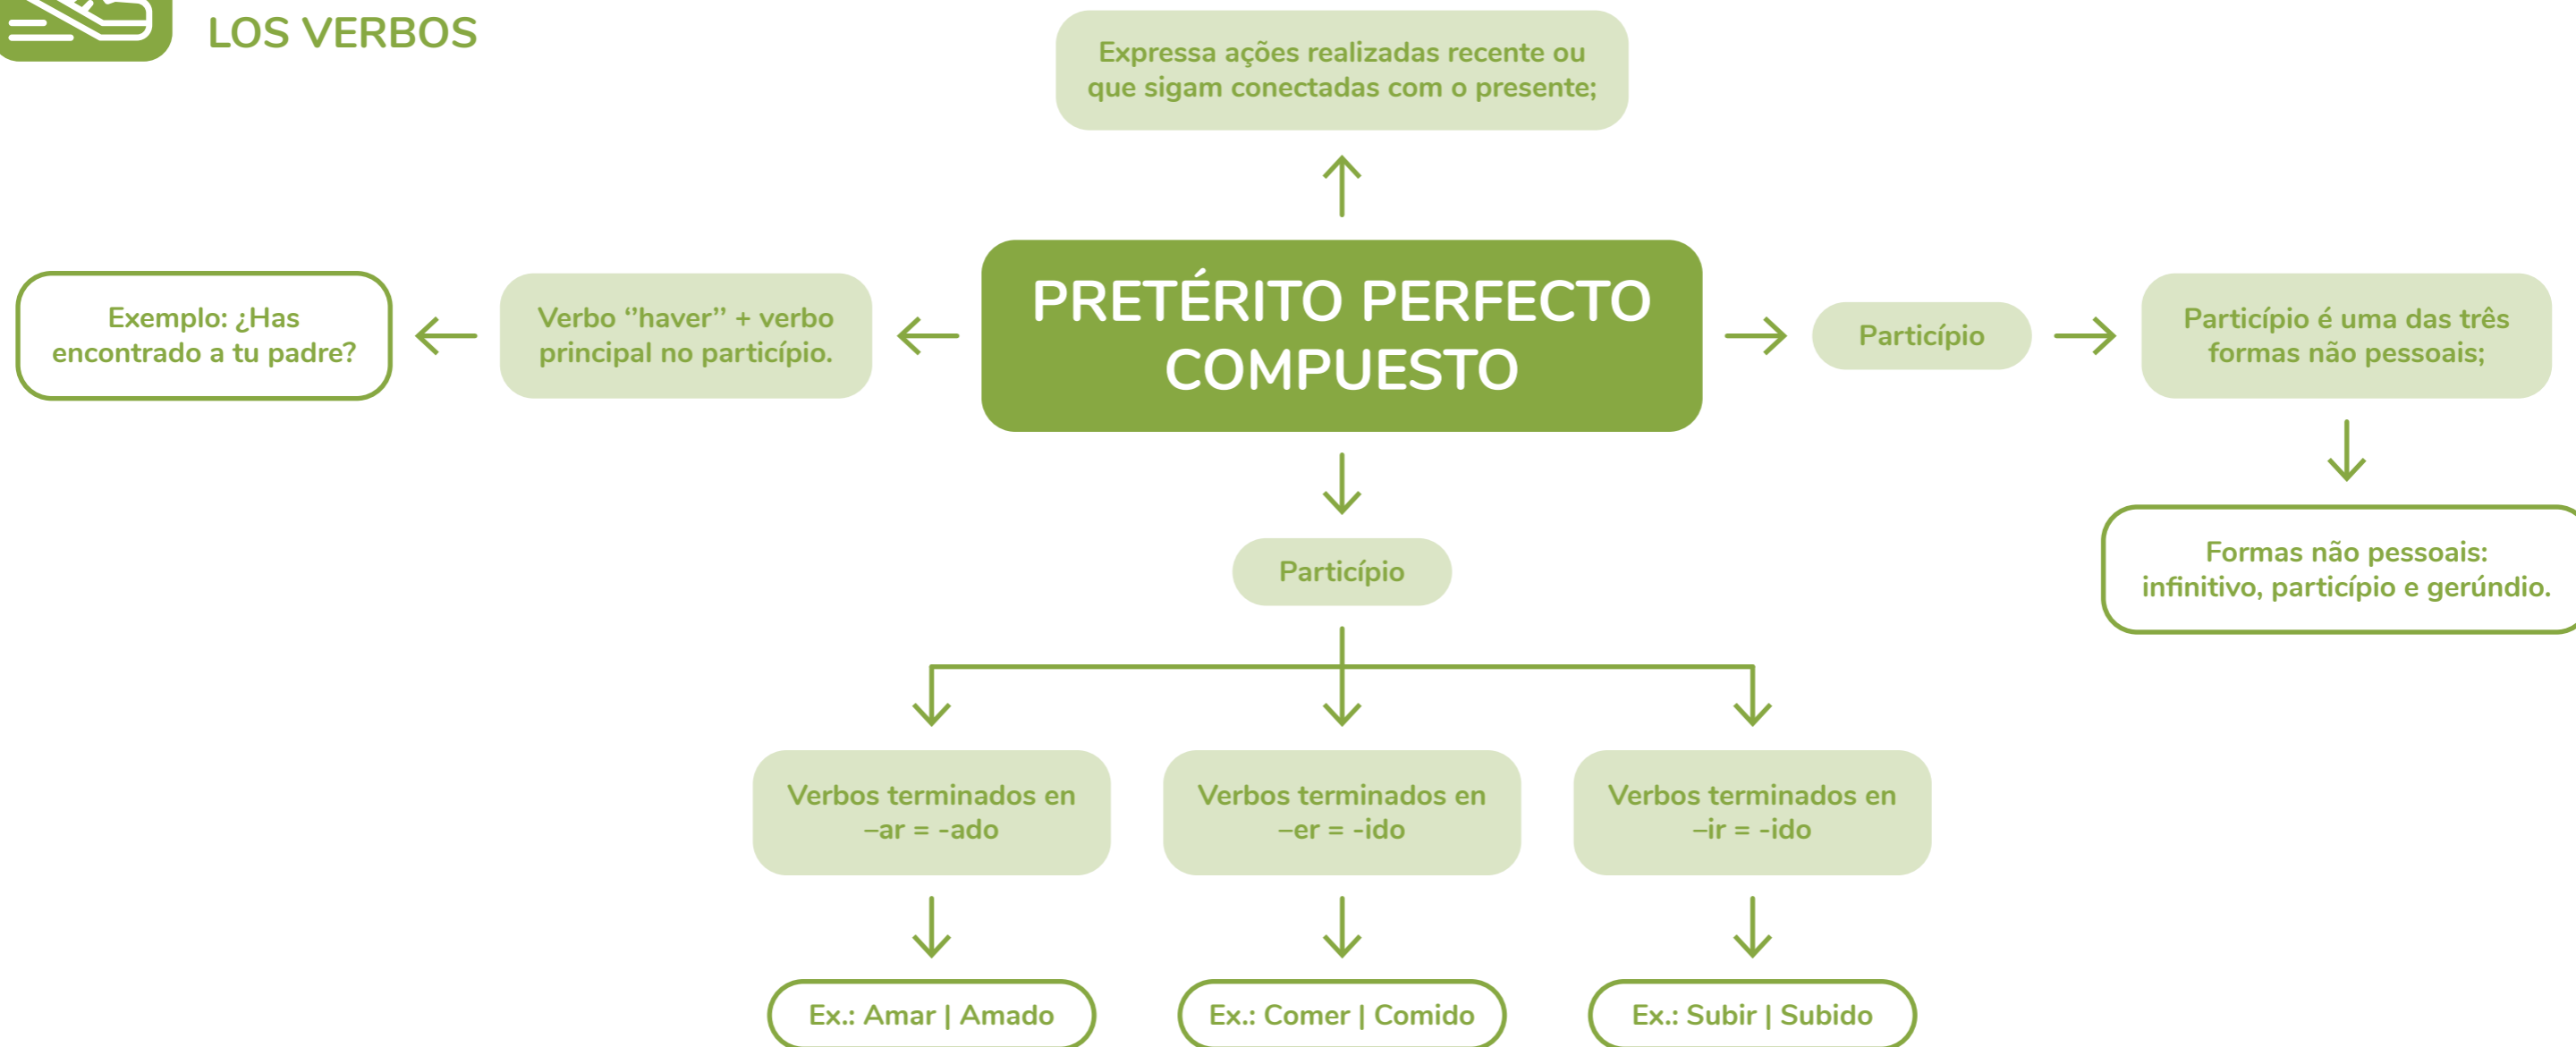 LOS VERBOS
Expressa ações realizadas recente ou
que sigam conectadas com o presente;
PRETÉRITO PERFECTO
COMPUESTO
Exemplo: ¿Has
encontrado a tu padre?
Verbo ‘’haver’’ + verbo
principal no particípio.
Particípio
Particípio é uma das três
formas não pessoais;
Formas não pessoais:
infinitivo, particípio e gerúndio.
Particípio
Verbos terminados en
–ar = -ado
Verbos terminados en
–er = -ido
Verbos terminados en
–ir = -ido
Ex.: Amar | Amado
Ex.: Comer | Comido
Ex.: Subir | Subido